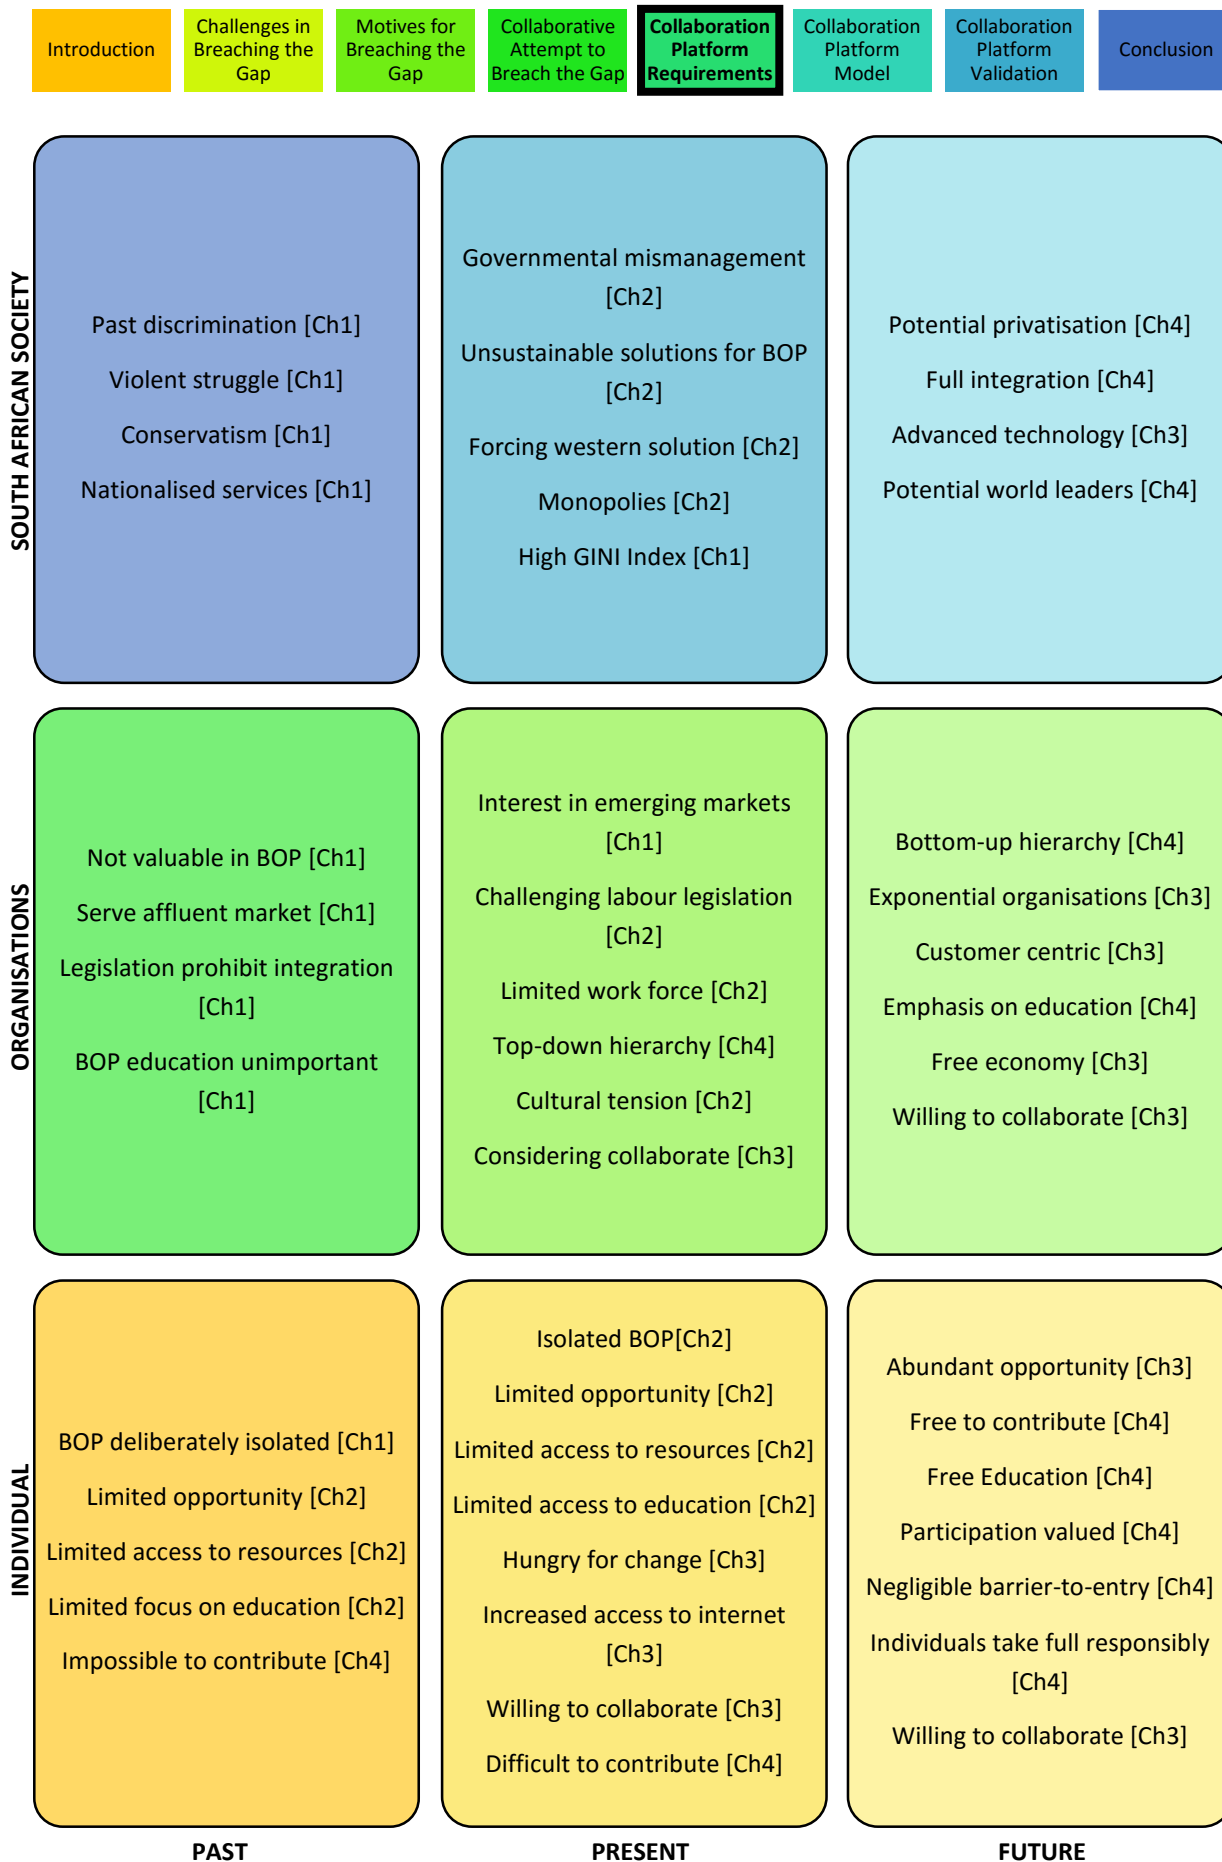 Introduction
Challenges in
Breaching the
Gap
Motives for
Breaching the
Gap
Collaborative
Attempt to
Breach the Gap
Collaboration
Platform
Requirements
Collaboration
Platform
Model
Collaboration
Platform
Validation
Conclusion
SOUTH AFRICAN SOCIETY
Past discrimination [Ch1]
Violent struggle [Ch1]
Conservatism [Ch1]
Nationalised services [Ch1]
Governmental mismanagement
[Ch2]
Unsustainable solutions for BOP
[Ch2]
Forcing western solution [Ch2]
Monopolies [Ch2]
High GINI Index [Ch1]
Potential privatisation [Ch4]
Full integration [Ch4]
Advanced technology [Ch3]
Potential world leaders [Ch4]
ORGANISATIONS
Not valuable in BOP [Ch1]
Serve affluent market [Ch1]
Legislation prohibit integration
[Ch1]
BOP education unimportant
[Ch1]
Interest in emerging markets
[Ch1]
Challenging labour legislation
[Ch2]
Limited work force [Ch2]
Top-down hierarchy [Ch4]
Cultural tension [Ch2]
Considering collaborate [Ch3]
Bottom-up hierarchy [Ch4]
Exponential organisations [Ch3]
Customer centric [Ch3]
Emphasis on education [Ch4]
Free economy [Ch3]
Willing to collaborate [Ch3]
INDIVIDUAL
BOP deliberately isolated [Ch1]
Limited opportunity [Ch2]
Limited access to resources [Ch2]
Limited focus on education [Ch2]
Impossible to contribute [Ch4]
Isolated BOP[Ch2]
Limited opportunity [Ch2]
Limited access to resources [Ch2]
Limited access to education [Ch2]
Hungry for change [Ch3]
Increased access to internet
[Ch3]
Willing to collaborate [Ch3]
Difficult to contribute [Ch4]
Abundant opportunity [Ch3]
Free to contribute [Ch4]
Free Education [Ch4]
Participation valued [Ch4]
Negligible barrier-to-entry [Ch4]
Individuals take full responsibly
[Ch4]
Willing to collaborate [Ch3]
PAST
PRESENT
FUTURE